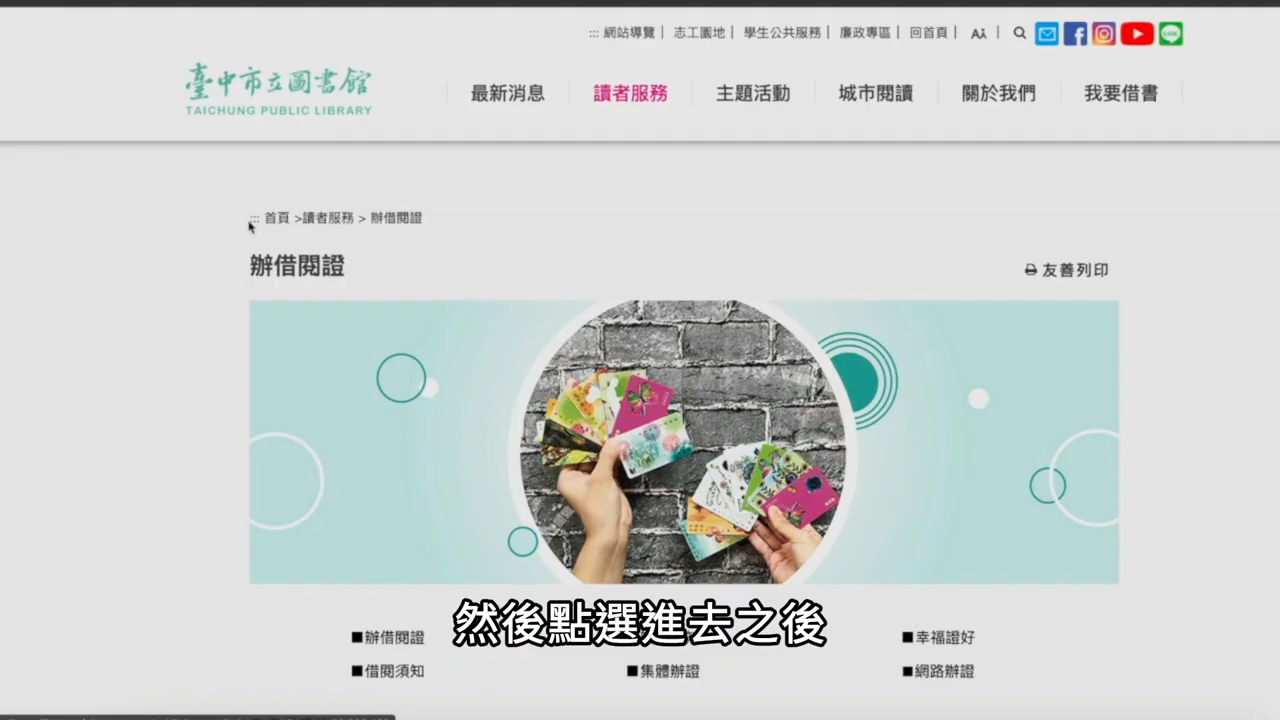 ::: 網站導覽 | 志工園地 | 學生公共服務 | 廉政專區 | 回首頁 |
臺中市立圖書館
TAICHUNG PUBLIC LIBRARY
最新消息 讀者服務 主題活動 城市閱讀 關於我們 我要借書
::: 首頁 >讀者服務 > 辦借閱證
辦借閱證
友善列印
然後點選進去之後
■辦借閱證 ■幸福證好
■借閱須知 ■集體辦證 ■網路辦證